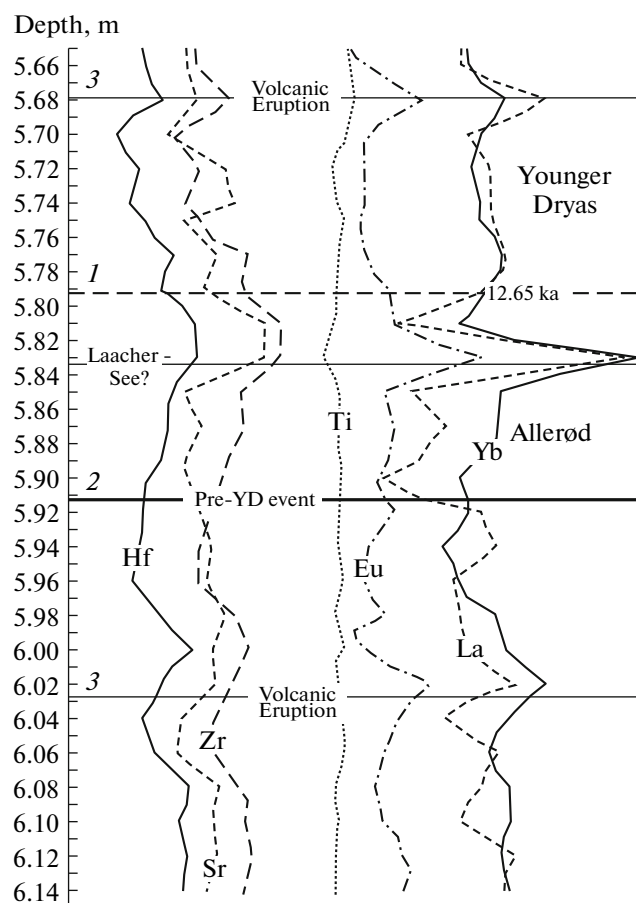 Depth, m
5.66
3
Volcanic
Eruption
5.68
5.70
5.72
Younger
Dryas
5.74
5.76
5.78
1
12.65 ka
5.80
5.82
Laacher -
See?
5.84
5.86
Ti
Allerød
5.88
Yb
5.90
2
Pre-YD event
5.92
5.94
Hf
Eu
5.96
5.98
6.00
La
6.02
3
Volcanic
Eruption
6.04
Zr
6.06
6.08
6.10
6.12
Sr
6.14